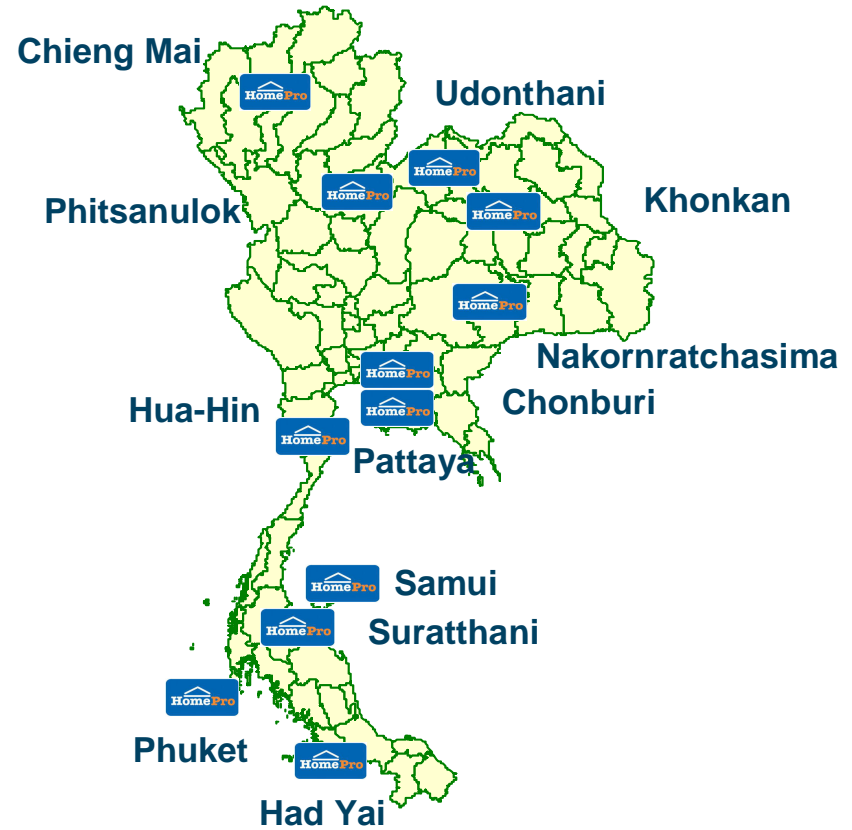 Chieng Mai
HomePro
Udonthani
HomePro
HomePro
Phitsanulok
HomePro
Khonkan
HomePro
Nakornratchasima
HomePro
Chonburi
HomePro
Hua-Hin
HomePro
Pattaya
HomePro
Samui
HomePro
Suratthani
HomePro
Phuket
HomePro
Had Yai